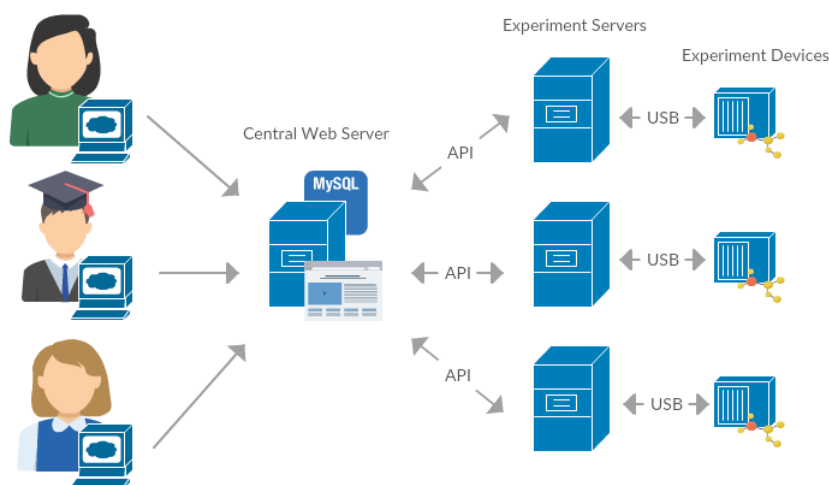 Experiment Servers
Experiment Devices
Central Web Server
MySQL
API
USB
API
USB
API
USB